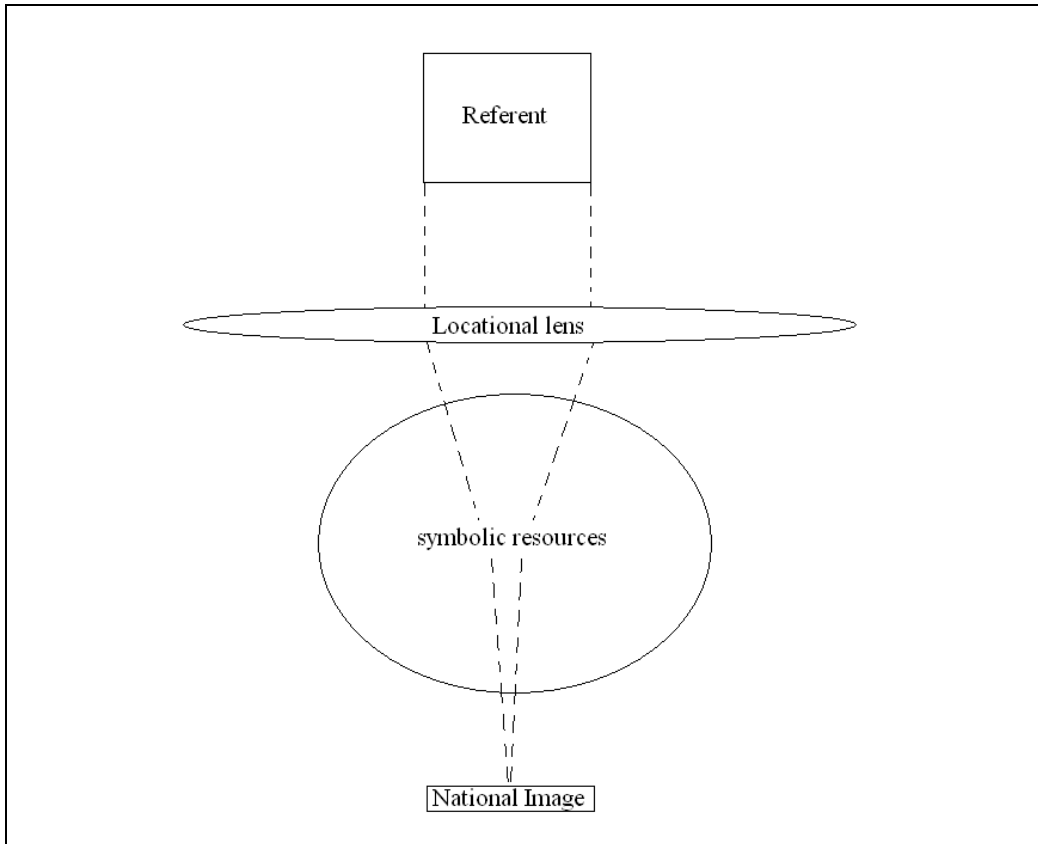 Referent
Locational lens
symbolic resources
National Image